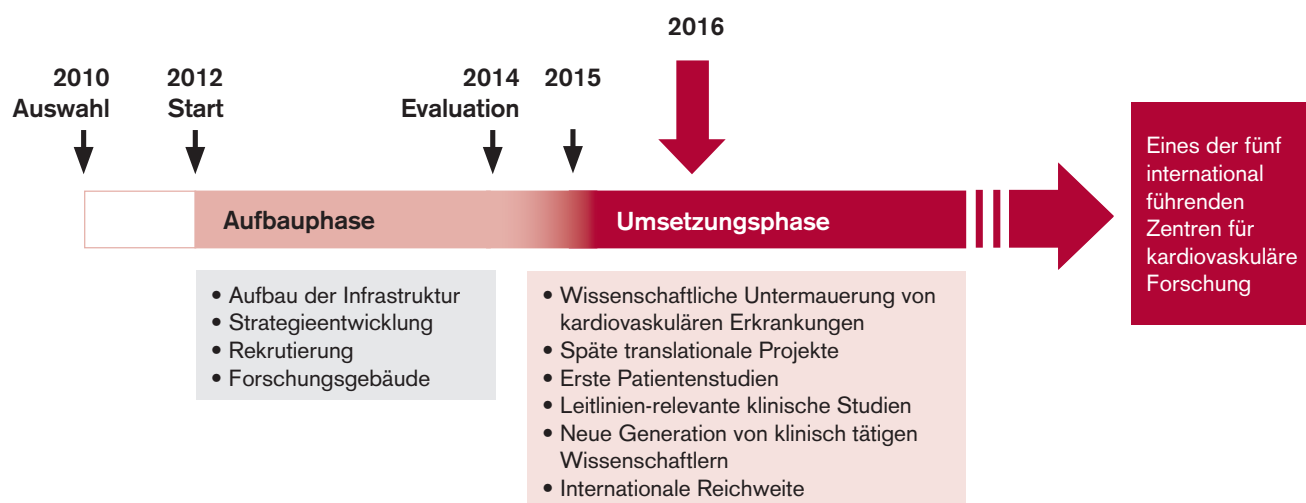 2016
2010
Auswahl
2012
Start
2014
Evaluation
2015
Aufbauphase
Umsetzungsphase
• Aufbau der Infrastruktur
• Strategieentwicklung
• Rekrutierung
• Forschungsgebäude
• Wissenschaftliche Untermauerung von
kardiovaskulären Erkrankungen
• Späte translationale Projekte
• Erste Patientenstudien
• Leitlinien-relevante klinische Studien
• Neue Generation von klinisch tätigen
Wissenschaftlern
• Internationale Reichweite
Eines der fünf
international
führenden
Zentren für
kardiovaskuläre
Forschung